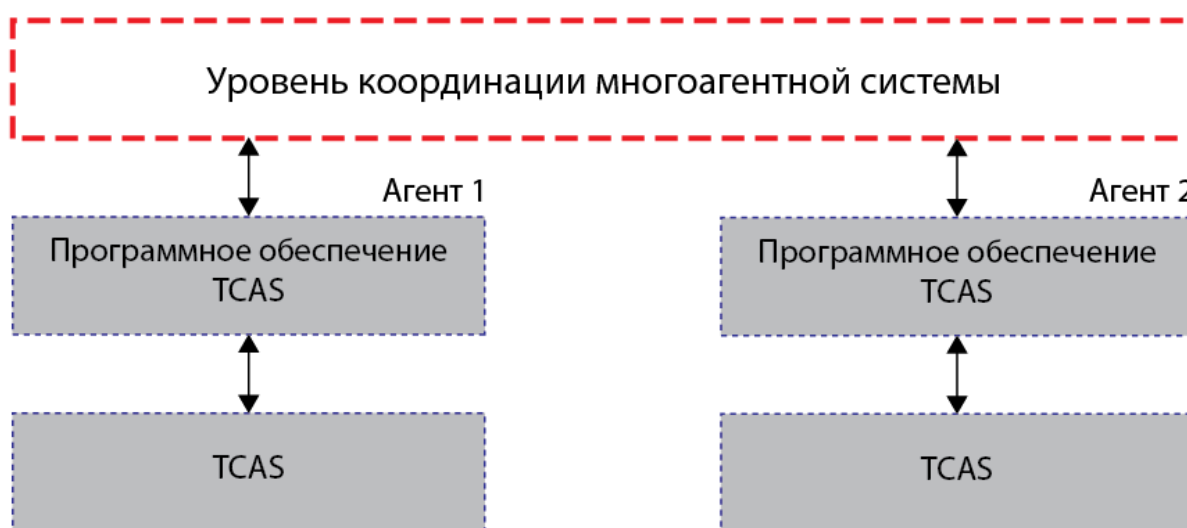 Уровень координации многоагентной системы
Агент 1
Агент 2
Программное обеспечение
TCAS
Программное обеспечение
TCAS
TCAS
TCAS